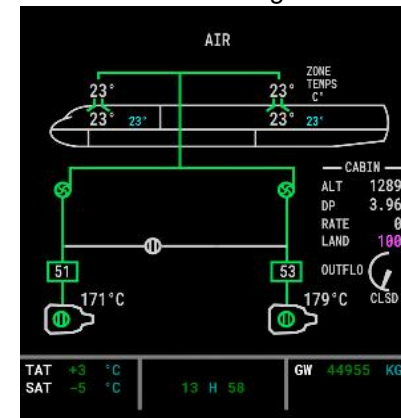 AIR
ZONE
TEMPS
C°
23° 23°
23° 23° 23° 23°
CABIN
ALT 1289
DP 3.96
RATE 0
LAND 100
51 53 OUTFLO
171°C 179°C CLSD
TAT +3 °C GW 44955 KG
SAT -5 °C 13 H 58